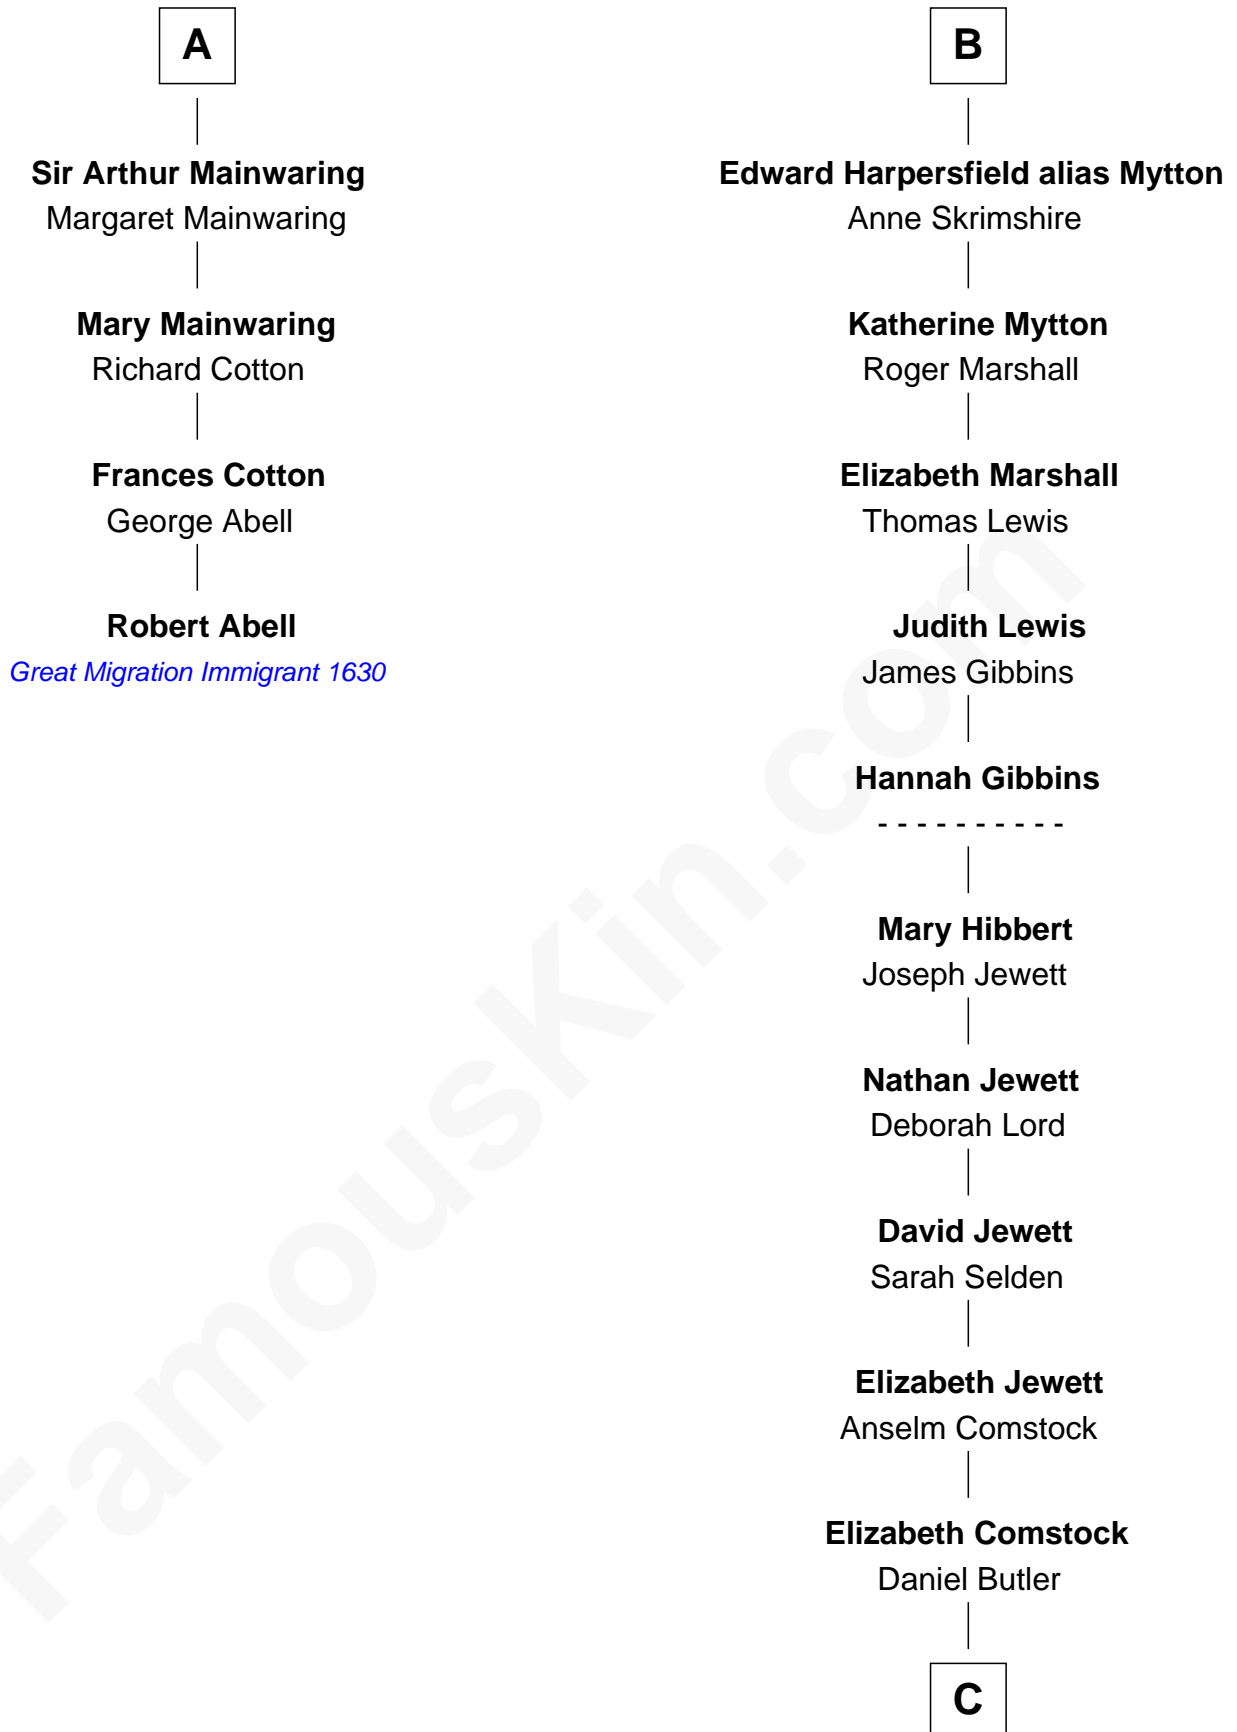 A
Sir Arthur Mainwaring
Margaret Mainwaring
Mary Mainwaring
Richard Cotton
Frances Cotton
George Abell
Robert Abell
Great Migration Immigrant 1630
B
Edward Harpersfield alias Mytton
Anne Skrimshire
Katherine Mytton
Roger Marshall
Elizabeth Marshall
Thomas Lewis
Judith Lewis
James Gibbins
Hannah Gibbins
- - - - - - - - - -
Mary Hibbert
Joseph Jewett
Nathan Jewett
Deborah Lord
David Jewett
Sarah Selden
Elizabeth Jewett
Anselm Comstock
Elizabeth Comstock
Daniel Butler
C
FamousKin.com